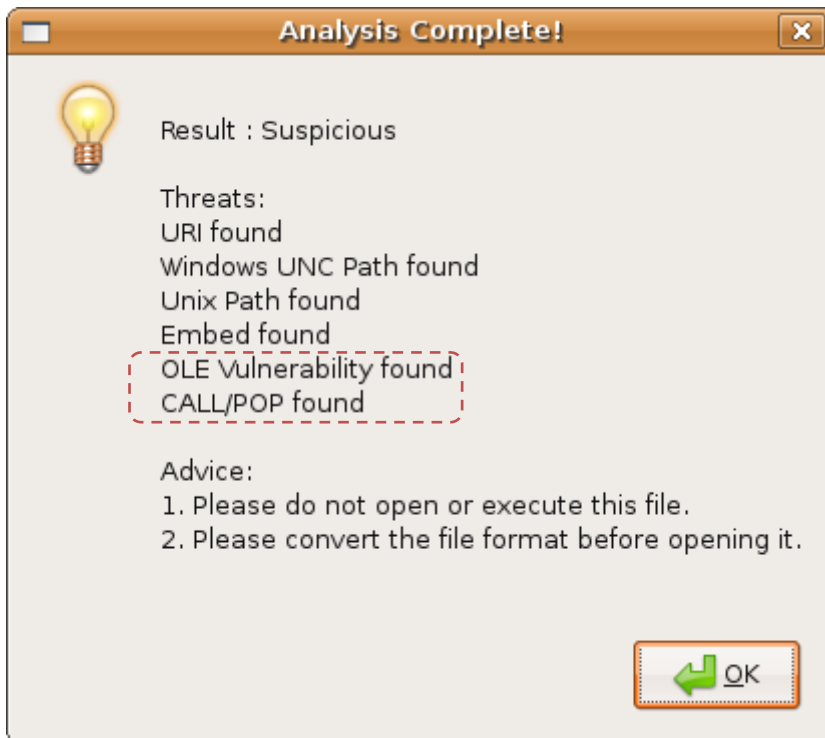 Analysis Complete!
Result : Suspicious
Threats:
URI found
Windows UNC Path found
Unix Path found
Embed found
OLE Vulnerability found
CALL/POP found
Advice:
1. Please do not open or execute this file.
2. Please convert the file format before opening it.
OK